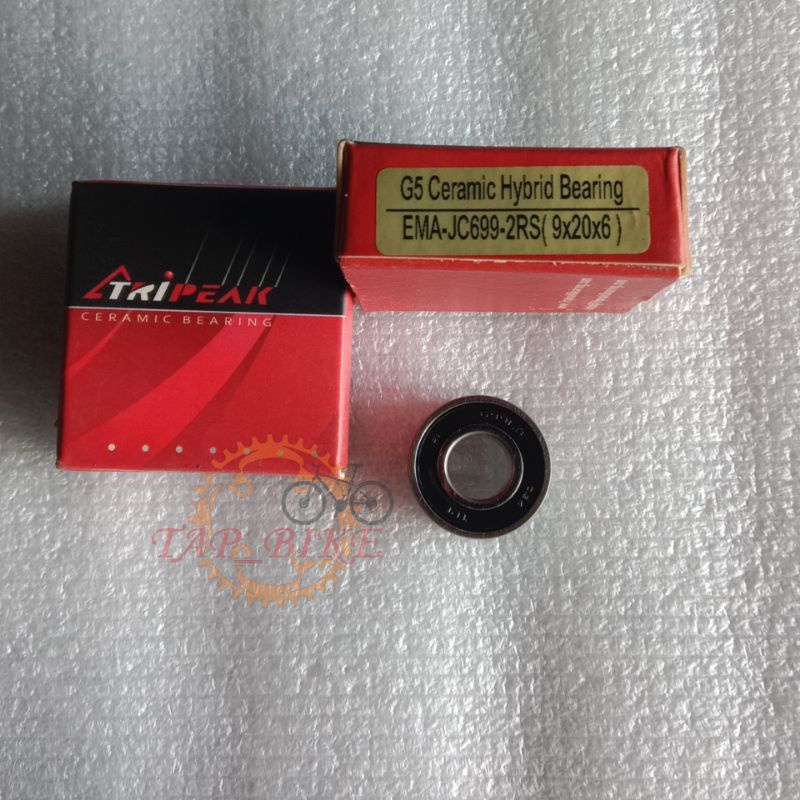 TRIPEAK
CERAMIC BEARING
G5 Ceramic Hybrid Bearing
EMA-JC699-2RS( 9x20x6 )
TAP_BIKE